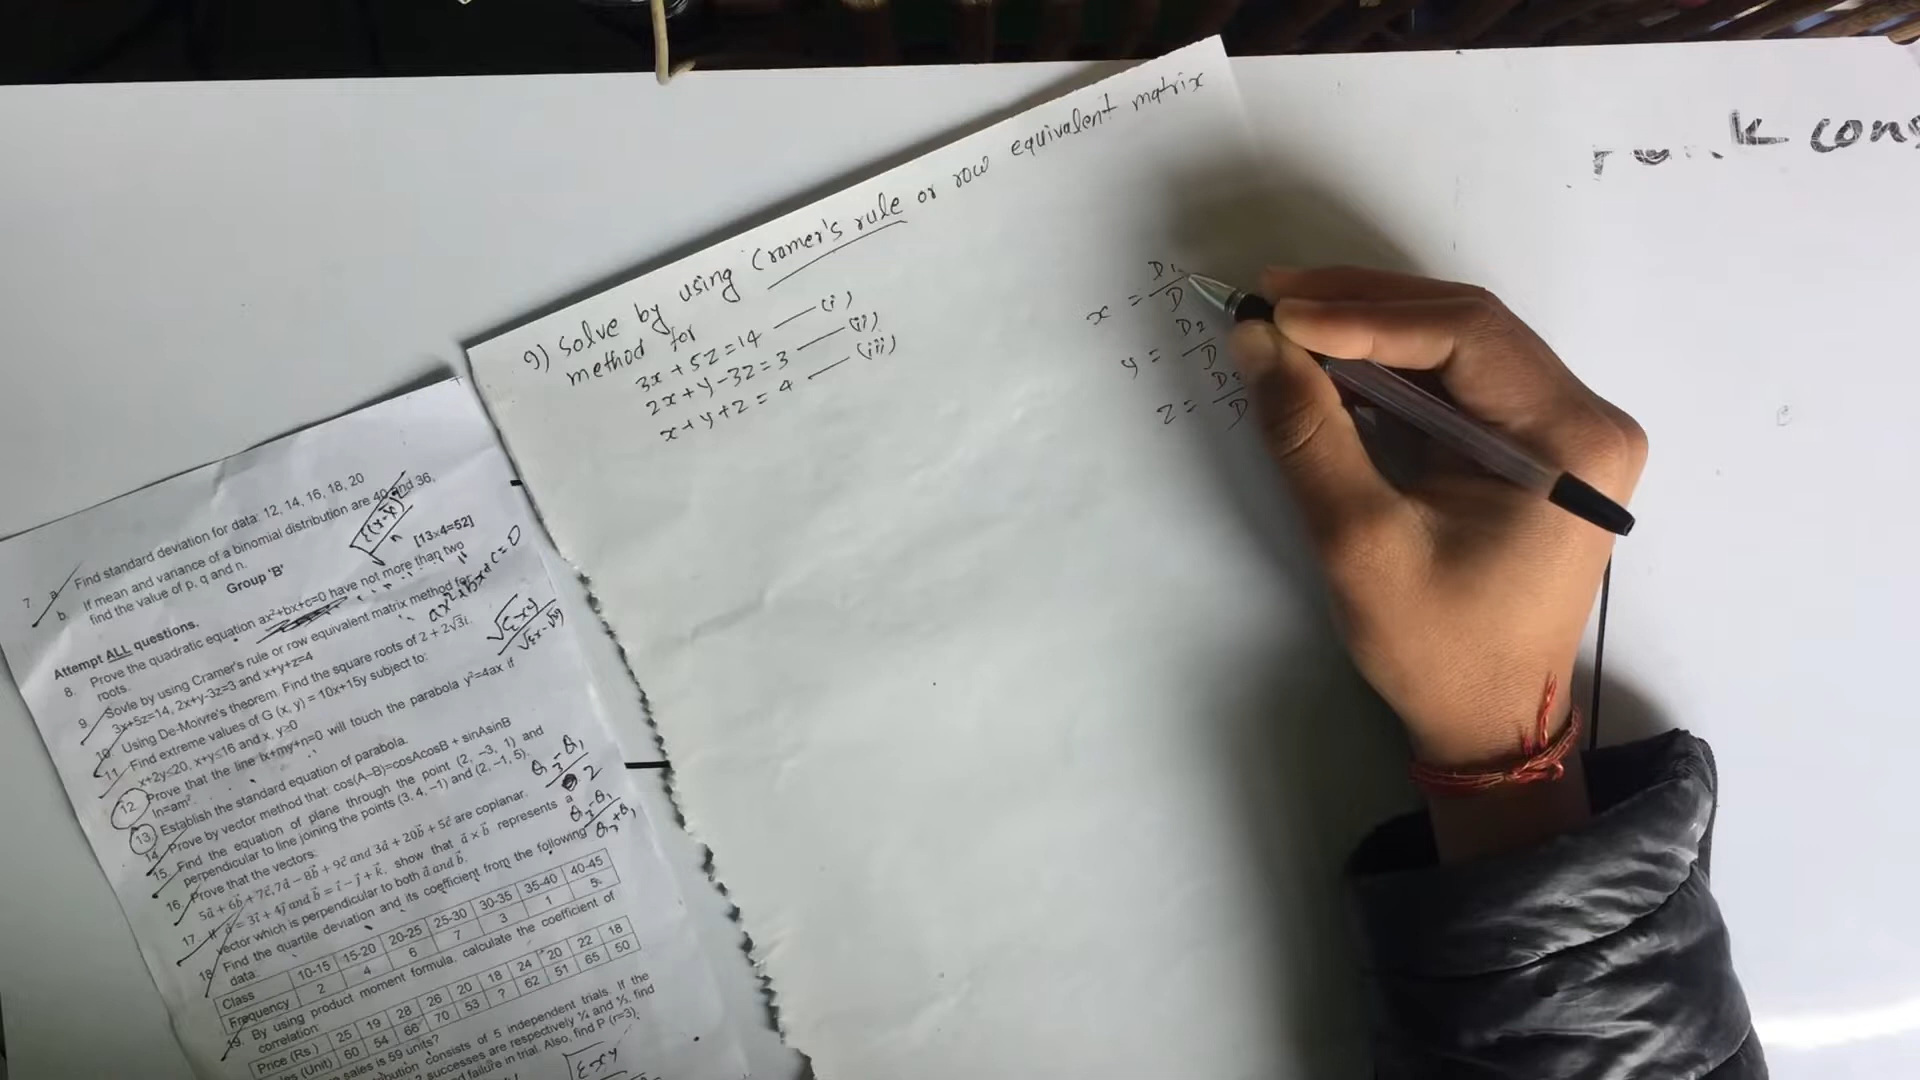 9) Solve by using Cramer's rule or row equivalent matrix
method for
3x + 5z = 14 — (i)
2x + y - 3z = 3 — (ii)
x + y + z = 4 — (iii)
x = D1/D
y = D2/D
z = D3/D
k cons
7. a. Find standard deviation for data: 12, 14, 16, 18, 20
b. If mean and variance of a binomial distribution are 40 and 36,
find the value of p, q and n.
Group 'B'
[13×4=52]
Attempt ALL questions.
8. Prove the quadratic equation ax²+bx+c=0 have not more than two
roots.
ax²+bx+c=0
9. Sovle by using Cramer's rule or row equivalent matrix method for
3x+5z=14, 2x+y-3z=3 and x+y+z=4
10. Using De-Moivre's theorem. Find the square roots of 2 + 2√3i.
11. Find extreme values of G (x, y) = 10x+15y subject to:
x+2y≤20, x+y≤16 and x, y≥0
12. Prove that the line lx+my+n=0 will touch the parabola y²=4ax if
ln=am².
13. Establish the standard equation of parabola.
14. Prove by vector method that: cos(A–B)=cosAcosB + sinAsinB
15. Find the equation of plane through the point (2, –3, 1) and
perpendicular to line joining the points (3, 4, –1) and (2, –1, 5).
16. Prove that the vectors:
5a⃗ + 6b⃗ + 7c⃗, 7a⃗ – 8b⃗ + 9c⃗ and 3a⃗ + 20b⃗ + 5c⃗ are coplanar.
17. If a⃗ = 3i⃗ + 4j⃗ and b⃗ = i⃗ – j⃗ + k⃗, show that a⃗ × b⃗ represents a
vector which is perpendicular to both a⃗ and b⃗.
18. Find the quartile deviation and its coefficient from the following
data:
Class 10-15 15-20 20-25 25-30 30-35 35-40 40-45
Frequency 2 4 6 7 3 1 5
19. By using product moment formula, calculate the coefficient of
correlation:
Price (Rs.) 25 19 28 26 20 18 24 20 22 18
(Unit) 60 54 66 70 53 ? 62 51 65 50
sales is 59 units?
consists of 5 independent trials. If the
successes are respectively ¼ and ⅓, find
failure in trial. Also, find P (r=3).